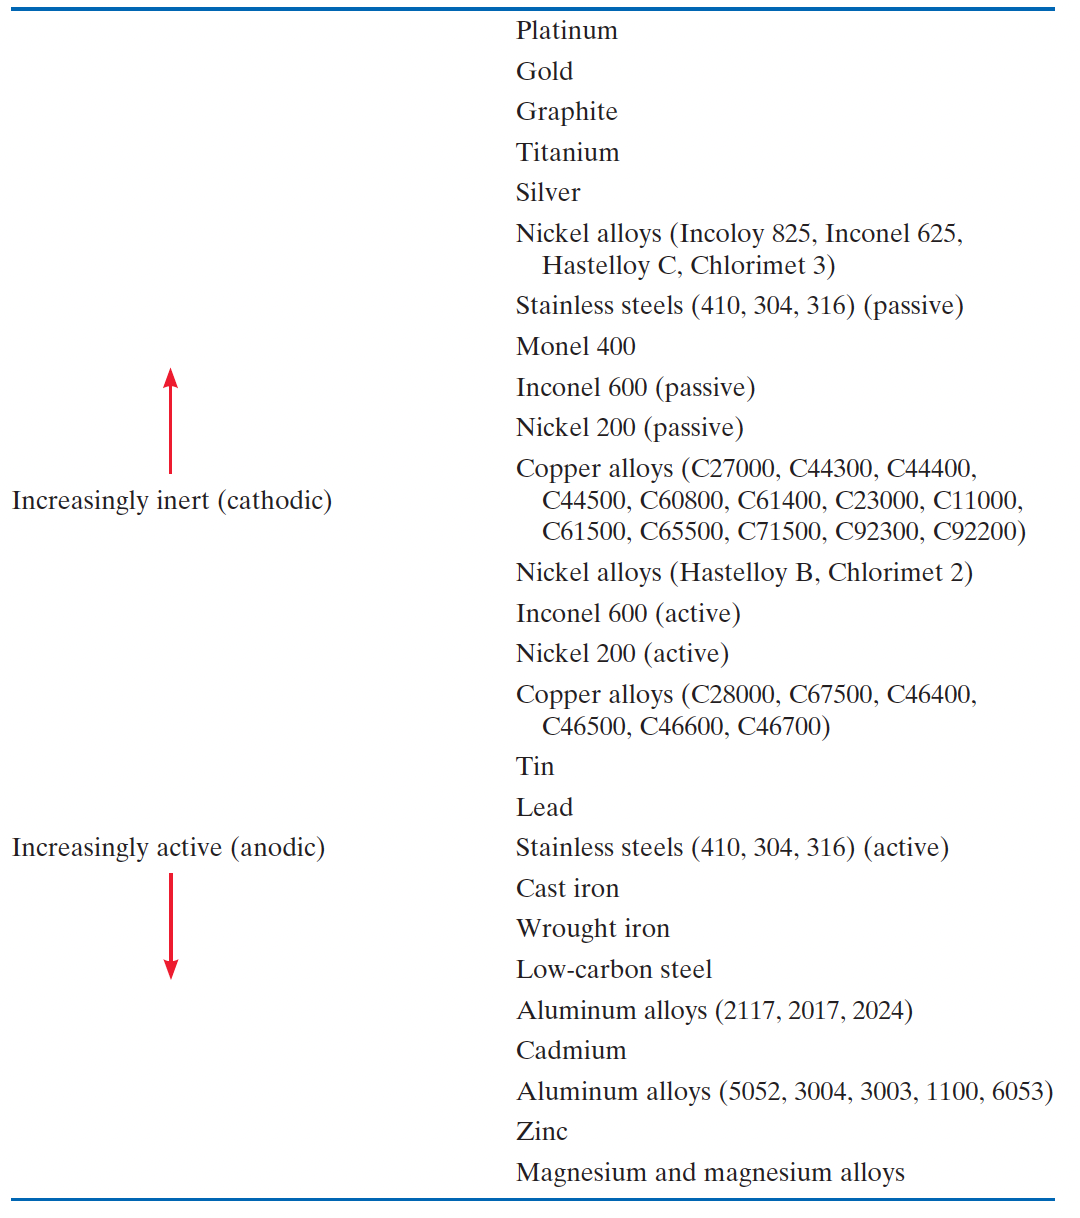 Platinum
Gold
Graphite
Titanium
Silver
Nickel alloys (Incoloy 825, Inconel 625,
Hastelloy C, Chlorimet 3)
Stainless steels (410, 304, 316) (passive)
Monel 400
Inconel 600 (passive)
Nickel 200 (passive)
Copper alloys (C27000, C44300, C44400,
Increasingly inert (cathodic)
C44500, C60800, C61400, C23000, C11000,
C61500, C65500, C71500, C92300, C92200)
Nickel alloys (Hastelloy B, Chlorimet 2)
Inconel 600 (active)
Nickel 200 (active)
Copper alloys (C28000, C67500, C46400,
C46500, C46600, C46700)
Tin
Lead
Increasingly active (anodic)
Stainless steels (410, 304, 316) (active)
Cast iron
Wrought iron
Low-carbon steel
Aluminum alloys (2117, 2017, 2024)
Cadmium
Aluminum alloys (5052, 3004, 3003, 1100, 6053)
Zinc
Magnesium and magnesium alloys